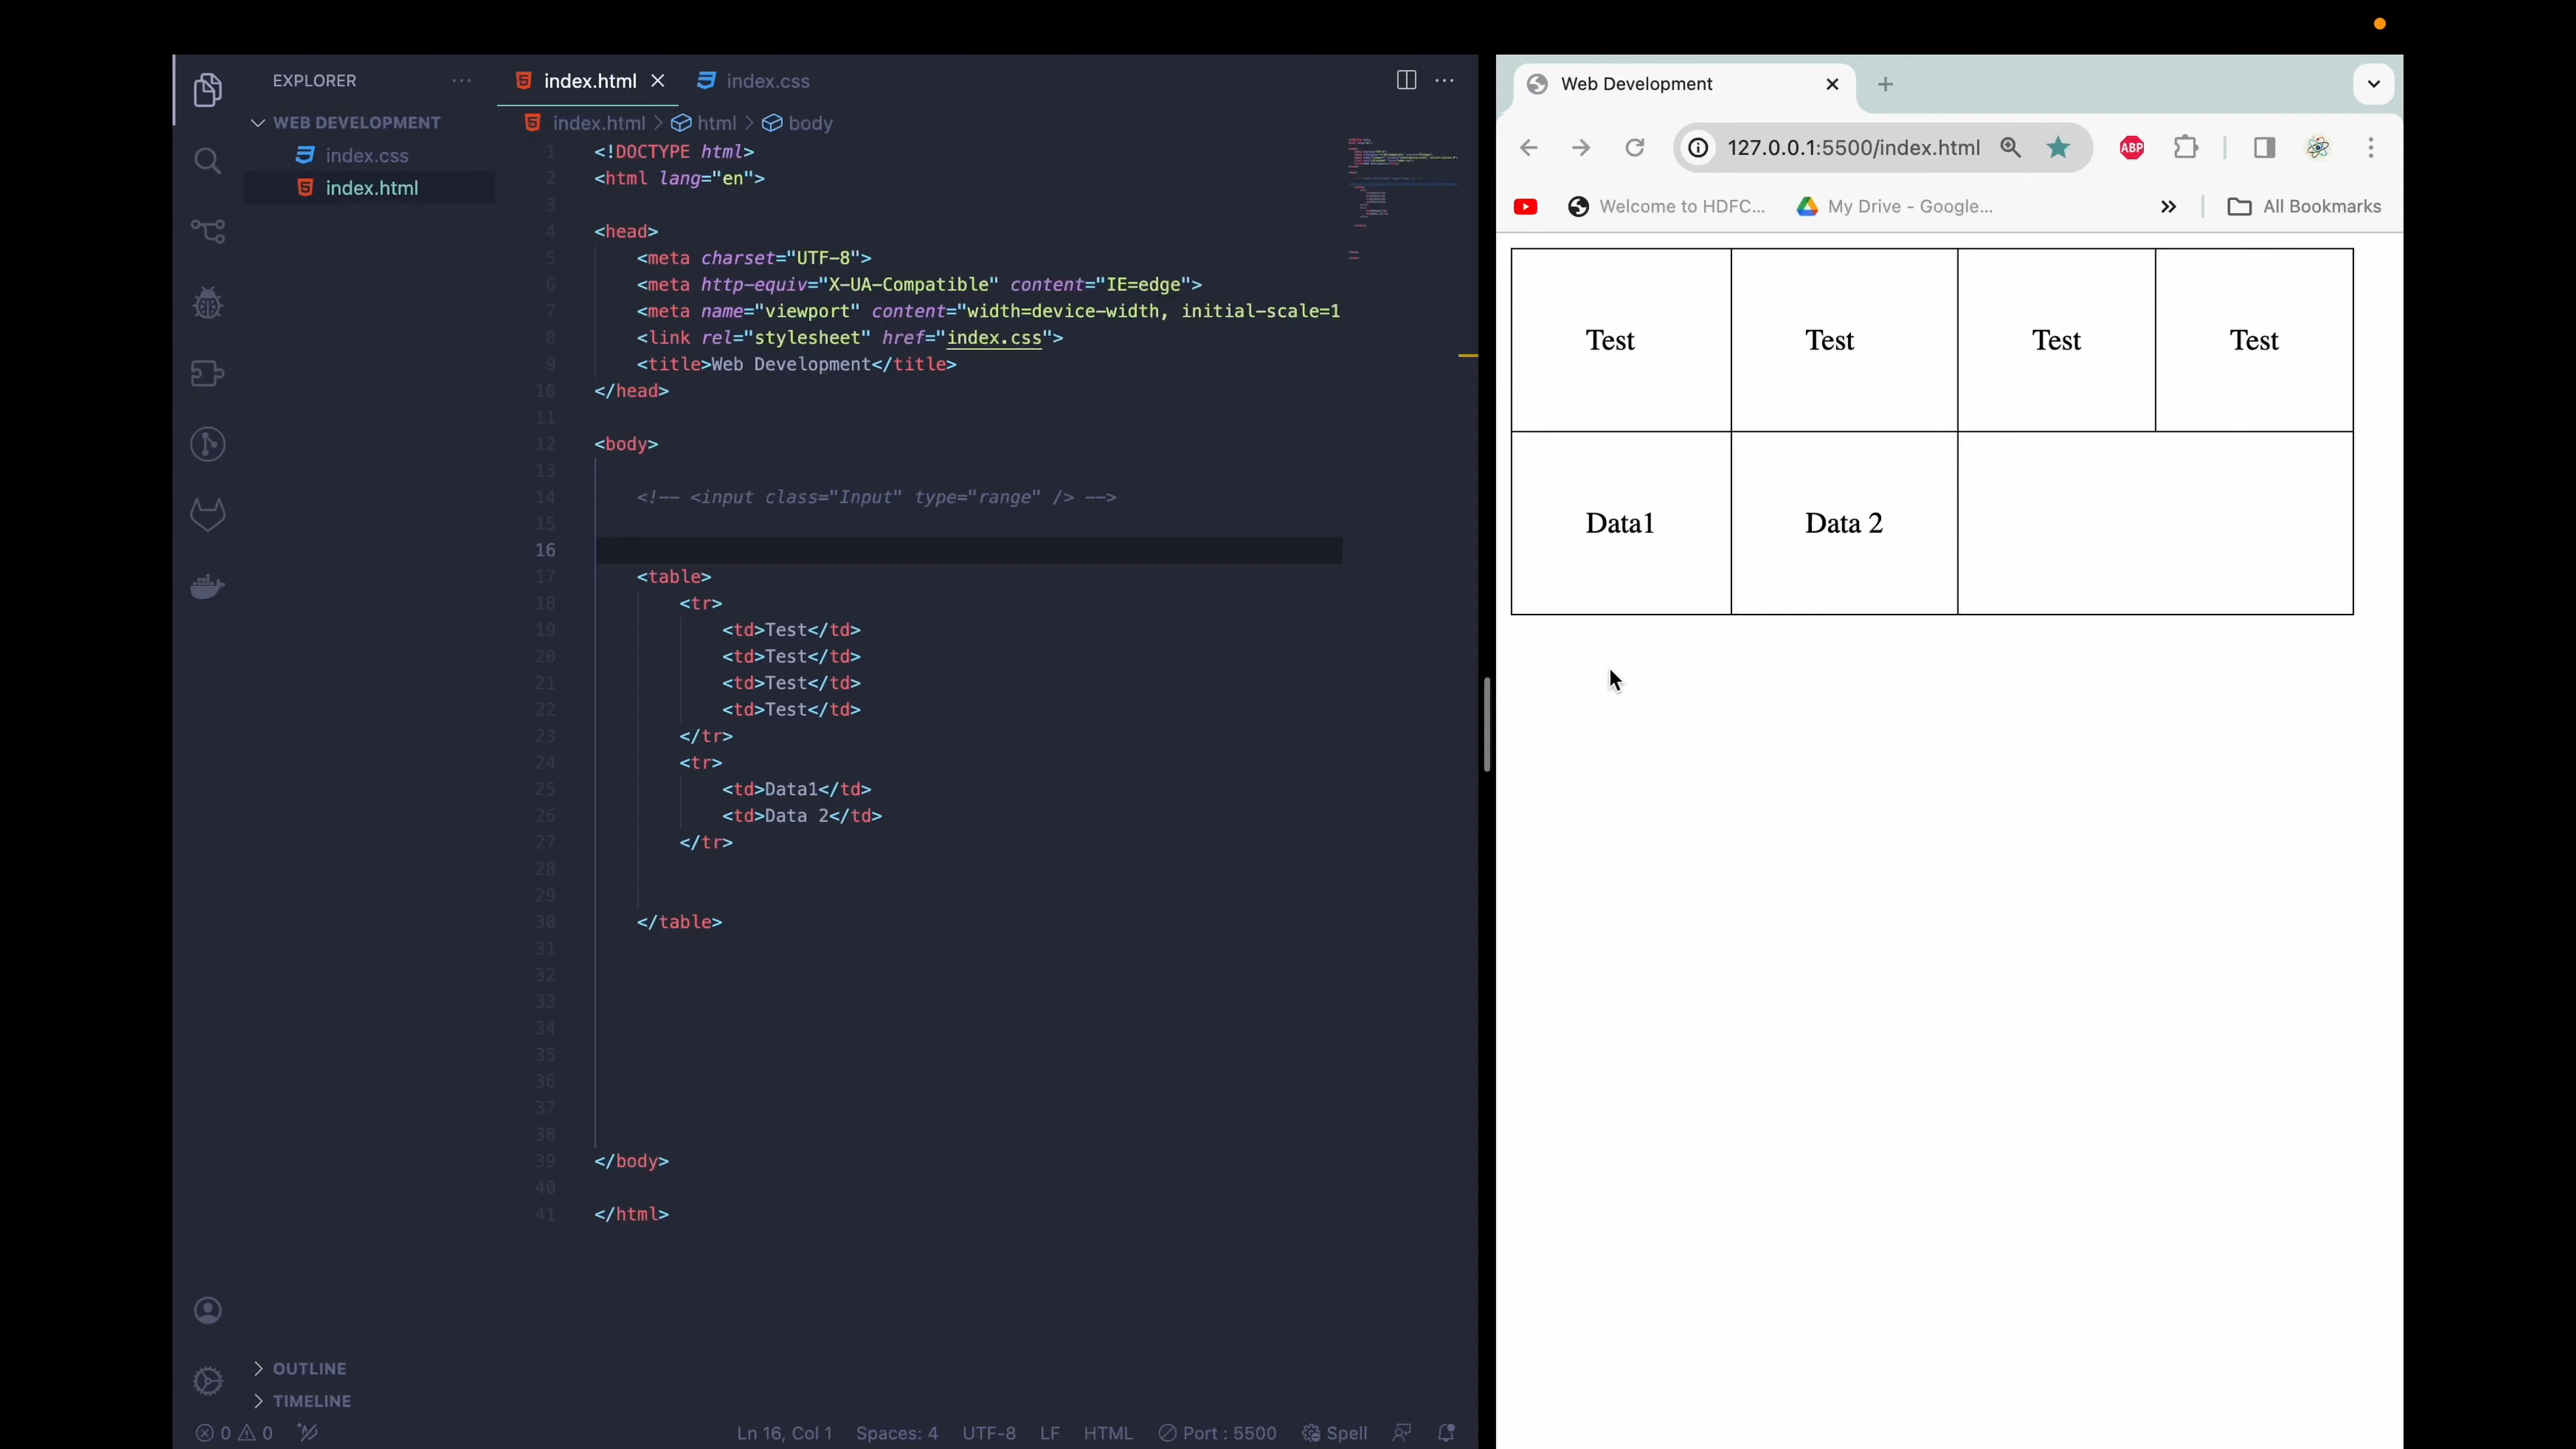 EXPLORER
WEB DEVELOPMENT
index.css
index.html
index.html
index.css
index.html > html > body
1 <!DOCTYPE html>
2 <html lang="en">
3
4 <head>
5 <meta charset="UTF-8">
6 <meta http-equiv="X-UA-Compatible" content="IE=edge">
7 <meta name="viewport" content="width=device-width, initial-scale=1
8 <link rel="stylesheet" href="index.css">
9 <title>Web Development</title>
10 </head>
11
12 <body>
13
14 <!-- <input class="Input" type="range" /> -->
15
16
17 <table>
18 <tr>
19 <td>Test</td>
20 <td>Test</td>
21 <td>Test</td>
22 <td>Test</td>
23 </tr>
24 <tr>
25 <td>Data1</td>
26 <td>Data 2</td>
27 </tr>
28
29
30 </table>
31
32
33
34
35
36
37
38
39 </body>
40
41 </html>
OUTLINE
TIMELINE
0 0
Ln 16, Col 1 Spaces: 4 UTF-8 LF HTML Port : 5500 Spell
Web Development
127.0.0.1:5500/index.html
ABP
Welcome to HDFC... My Drive - Google... » All Bookmarks
Test Test Test Test
Data1 Data 2